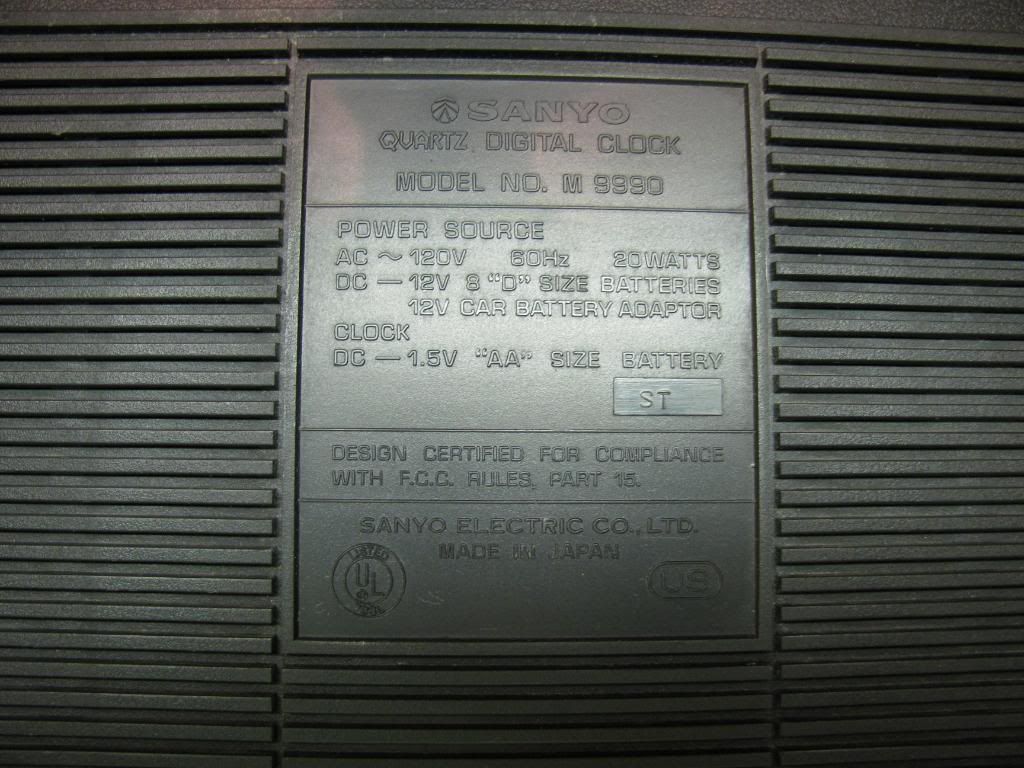 SANYO
QUARTZ DIGITAL CLOCK
MODEL NO. M 9990
POWER SOURCE
AC ~ 120V 60Hz 20WATTS
DC — 12V 8 "D" SIZE BATTERIES
12V CAR BATTERY ADAPTOR
CLOCK
DC — 1.5V "AA" SIZE BATTERY
ST
DESIGN CERTIFIED FOR COMPLIANCE
WITH F.C.C. RULES, PART 15.
SANYO ELECTRIC CO., LTD.
MADE IN JAPAN
LISTED
UL
US